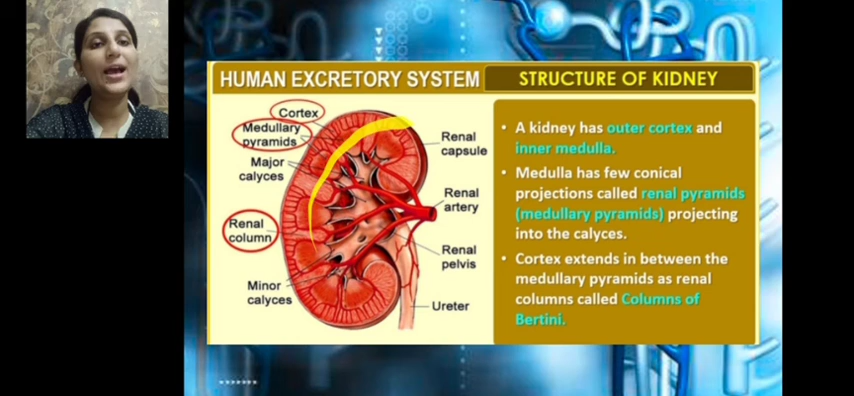 HUMAN EXCRETORY SYSTEM
STRUCTURE OF KIDNEY
Cortex
Medullary
pyramids
Major
calyces
Renal
column
Minor
calyces
Renal
capsule
Renal
artery
Renal
pelvis
Ureter
• A kidney has outer cortex and
inner medulla.
• Medulla has few conical
projections called renal pyramids
(medullary pyramids) projecting
into the calyces.
• Cortex extends in between the
medullary pyramids as renal
columns called Columns of
Bertini.